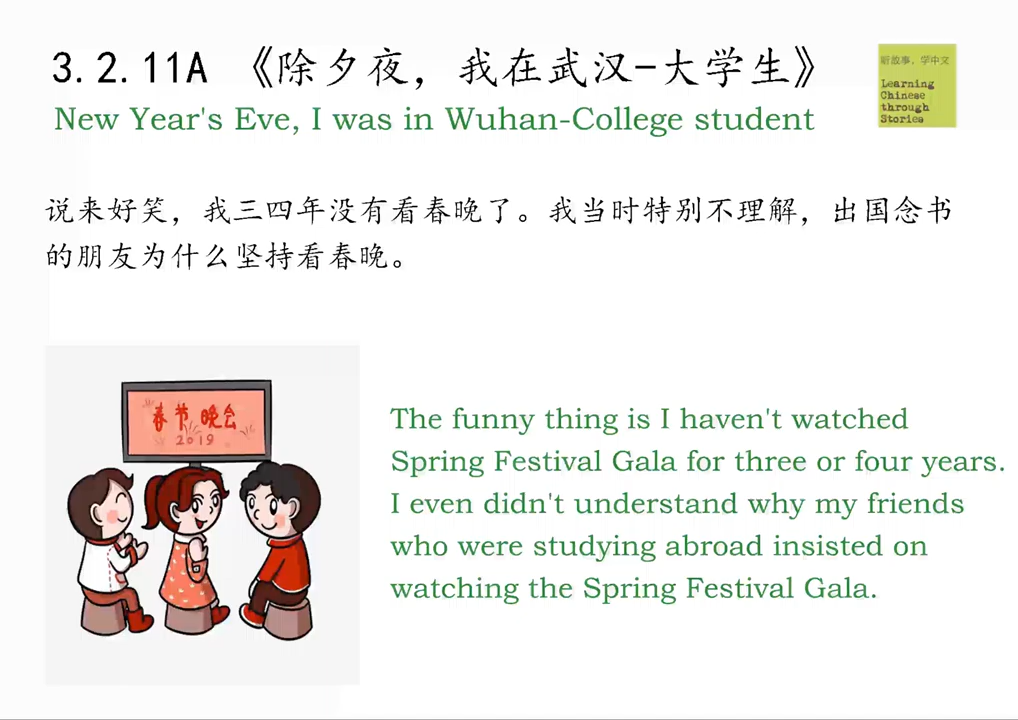 3.2.11A 《除夕夜，我在武汉-大学生》
New Year's Eve, I was in Wuhan-College student
听故事，学中文
Learning
Chinese
through
Stories
说来好笑，我三四年没有看春晚了。我当时特别不理解，出国念书
的朋友为什么坚持看春晚。
春节晚会
2019
The funny thing is I haven't watched
Spring Festival Gala for three or four years.
I even didn't understand why my friends
who were studying abroad insisted on
watching the Spring Festival Gala.